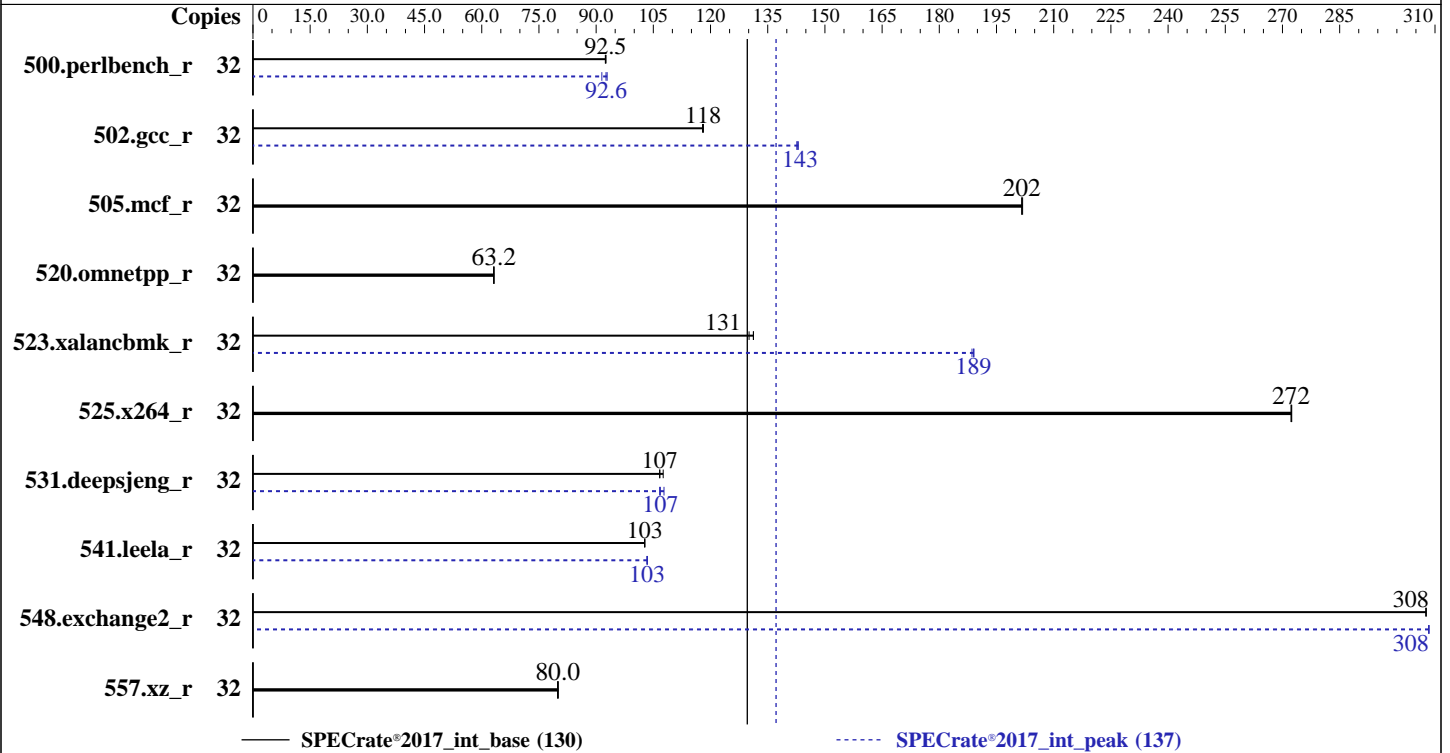 Copies 0 15.0 30.0 45.0 60.0 75.0 90.0 105 120 135 150 165 180 195 210 225 240 255 270 285 310
92.5
500.perlbench_r 32
92.6
118
502.gcc_r 32
143
202
505.mcf_r 32
63.2
520.omnetpp_r 32
131
523.xalancbmk_r 32
189
272
525.x264_r 32
107
531.deepsjeng_r 32
107
103
541.leela_r 32
103
308
548.exchange2_r 32
308
80.0
557.xz_r 32
SPECrate®2017_int_base (130) SPECrate®2017_int_peak (137)